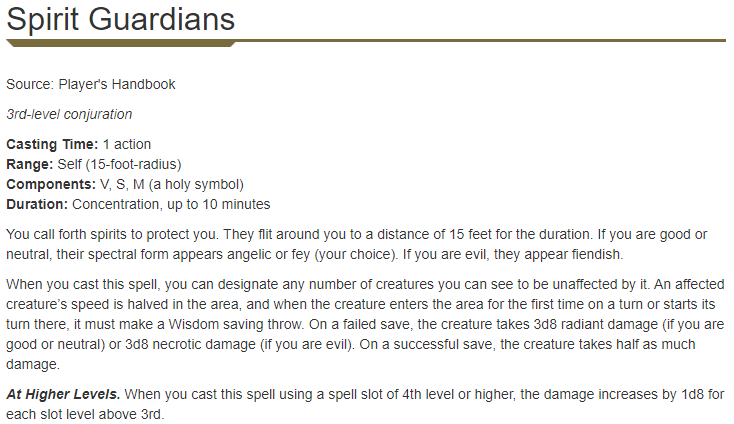 Spirit Guardians
Source: Player's Handbook
3rd-level conjuration
Casting Time: 1 action
Range: Self (15-foot-radius)
Components: V, S, M (a holy symbol)
Duration: Concentration, up to 10 minutes
You call forth spirits to protect you. They flit around you to a distance of 15 feet for the duration. If you are good or
neutral, their spectral form appears angelic or fey (your choice). If you are evil, they appear fiendish.
When you cast this spell, you can designate any number of creatures you can see to be unaffected by it. An affected
creature’s speed is halved in the area, and when the creature enters the area for the first time on a turn or starts its
turn there, it must make a Wisdom saving throw. On a failed save, the creature takes 3d8 radiant damage (if you are
good or neutral) or 3d8 necrotic damage (if you are evil). On a successful save, the creature takes half as much
damage.
At Higher Levels. When you cast this spell using a spell slot of 4th level or higher, the damage increases by 1d8 for
each slot level above 3rd.